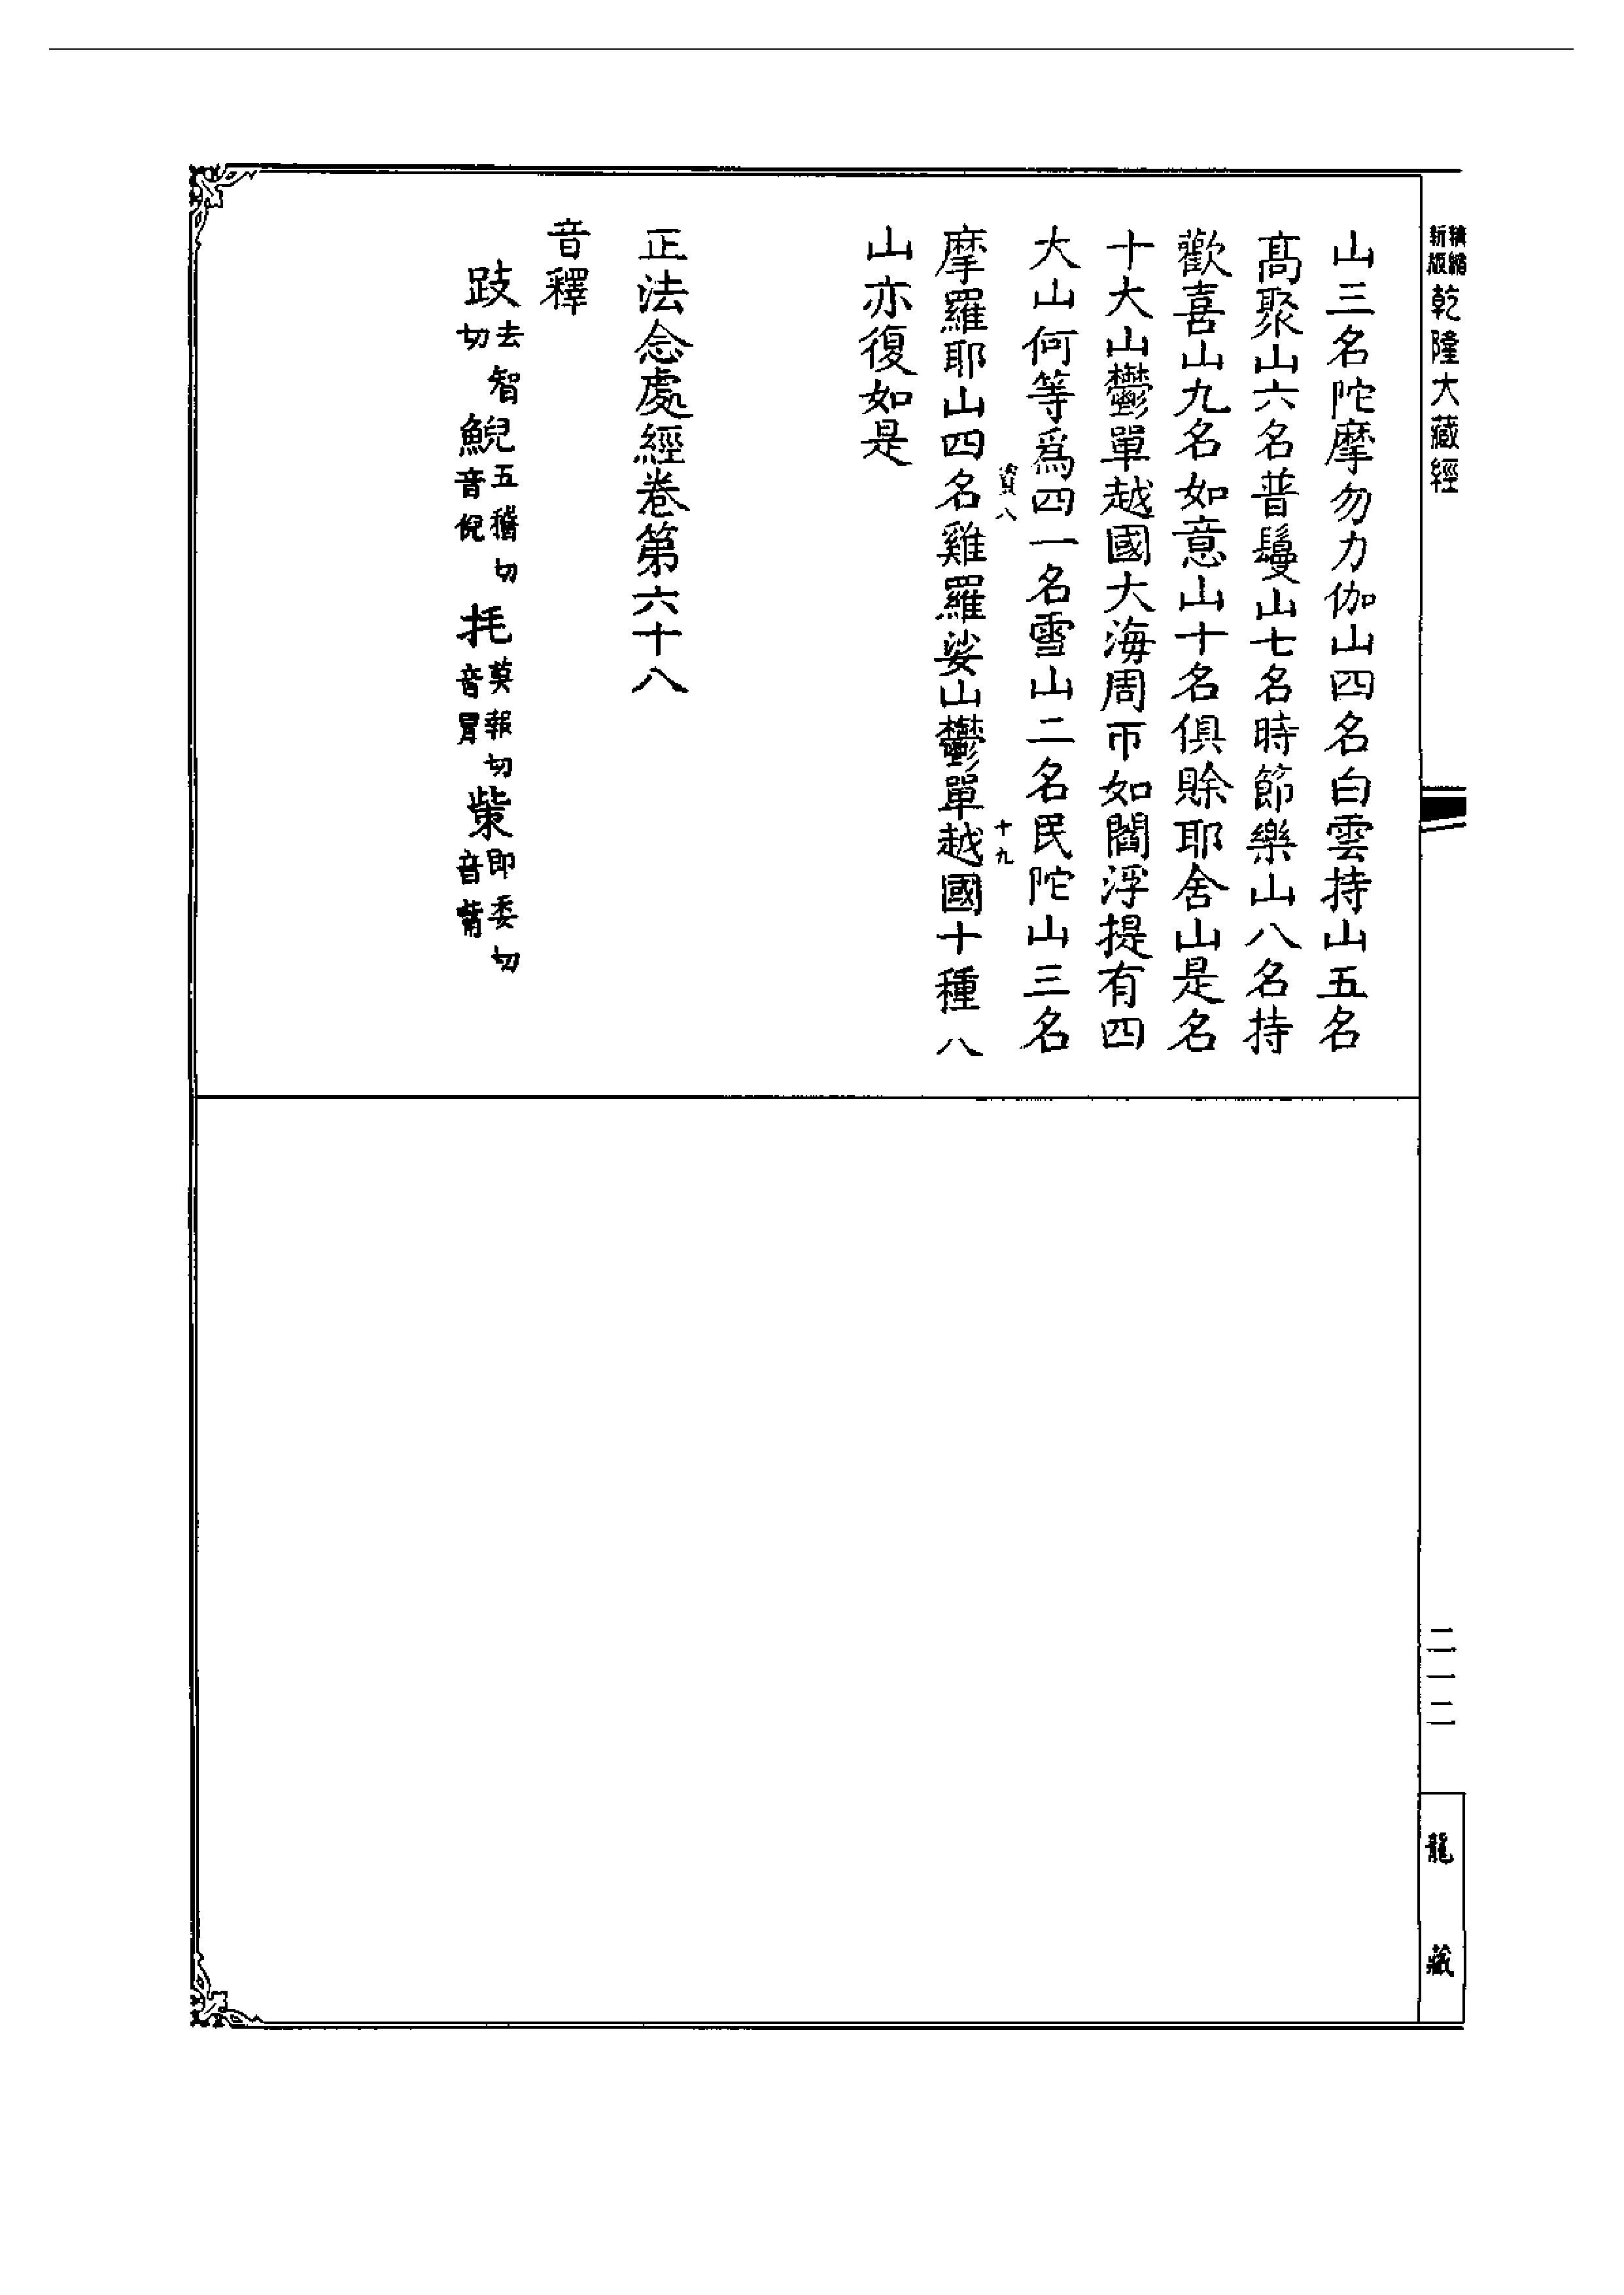 新版精縮乾隆大藏經
山三名陀摩勿力伽山四名白雲持山五名
高聚山六名普鬘山七名時節樂山八名持
歡喜山九名如意山十名俱賒耶舍山是名
十大山鬱單越國大海周帀如閻浮提有四
大山何等爲四一名雪山二名民陀山三名
八
十九
摩羅耶山四名雞羅娑山鬱單越國十種八
山亦復如是
正法念處經卷第六十八
音釋
跂去智切 鯢五稽切音倪 㧌莫報切音冒 㭰即委切音觜
二一二
龍藏